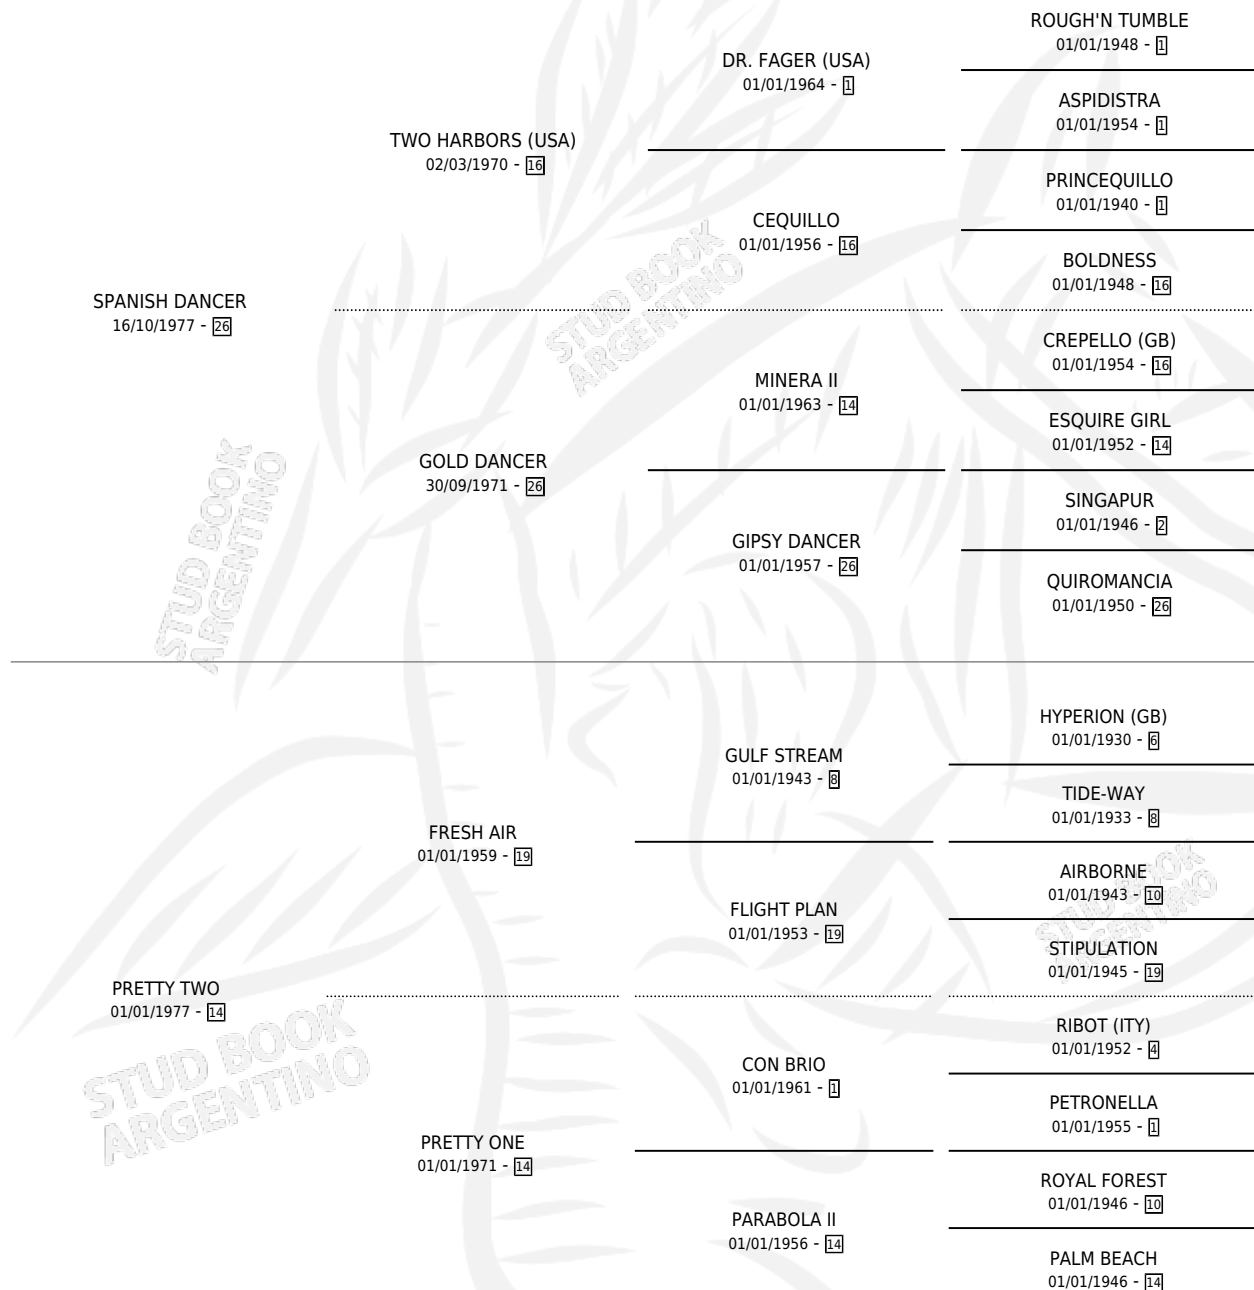 ROUGH'N TUMBLE
01/01/1948 - 1
DR. FAGER (USA)
01/01/1964 - 1
ASPIDISTRA
01/01/1954 - 1
TWO HARBORS (USA)
02/03/1970 - 16
PRINCEQUILLO
01/01/1940 - 1
CEQUILLO
01/01/1956 - 16
BOLDNESS
01/01/1948 - 16
SPANISH DANCER
16/10/1977 - 26
CREPELLO (GB)
01/01/1954 - 16
MINERA II
01/01/1963 - 14
ESQUIRE GIRL
01/01/1952 - 14
GOLD DANCER
30/09/1971 - 26
SINGAPUR
01/01/1946 - 2
GIPSY DANCER
01/01/1957 - 26
QUIROMANCIA
01/01/1950 - 26
HYPERION (GB)
01/01/1930 - 6
GULF STREAM
01/01/1943 - 8
TIDE-WAY
01/01/1933 - 8
FRESH AIR
01/01/1959 - 19
AIRBORNE
01/01/1943 - 10
FLIGHT PLAN
01/01/1953 - 19
STIPULATION
01/01/1945 - 19
PRETTY TWO
01/01/1977 - 14
RIBOT (ITY)
01/01/1952 - 4
CON BRIO
01/01/1961 - 1
PETRONELLA
01/01/1955 - 1
PRETTY ONE
01/01/1971 - 14
ROYAL FOREST
01/01/1946 - 10
PARABOLA II
01/01/1956 - 14
PALM BEACH
01/01/1946 - 14
STUD BOOK
ARGENTINO
STUD BOOK
ARGENTINO
STUD BOOK
ARGENTINO
STUD BOOK
ARGENTINO